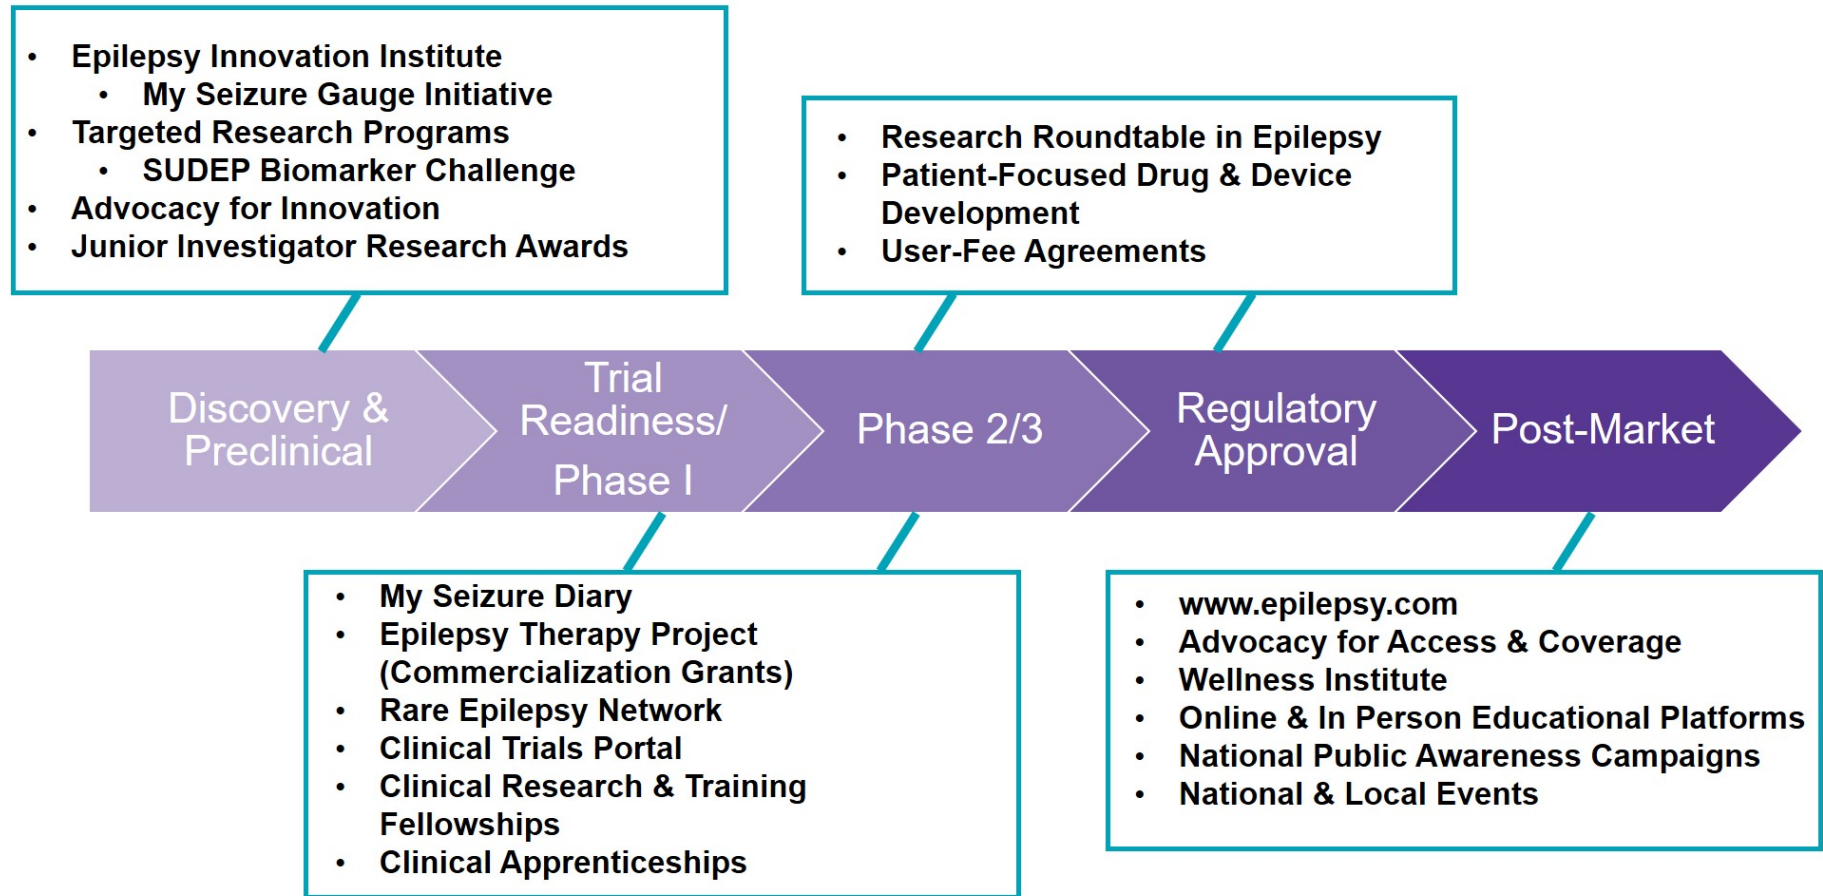 • Epilepsy Innovation Institute
• My Seizure Gauge Initiative
• Targeted Research Programs
• SUDEP Biomarker Challenge
• Advocacy for Innovation
• Junior Investigator Research Awards
• Research Roundtable in Epilepsy
• Patient-Focused Drug & Device
Development
• User-Fee Agreements
Discovery &
Preclinical
Trial
Readiness/
Phase I
Phase 2/3
Regulatory
Approval
Post-Market
• My Seizure Diary
• Epilepsy Therapy Project
(Commercialization Grants)
• Rare Epilepsy Network
• Clinical Trials Portal
• Clinical Research & Training
Fellowships
• Clinical Apprenticeships
• www.epilepsy.com
• Advocacy for Access & Coverage
• Wellness Institute
• Online & In Person Educational Platforms
• National Public Awareness Campaigns
• National & Local Events